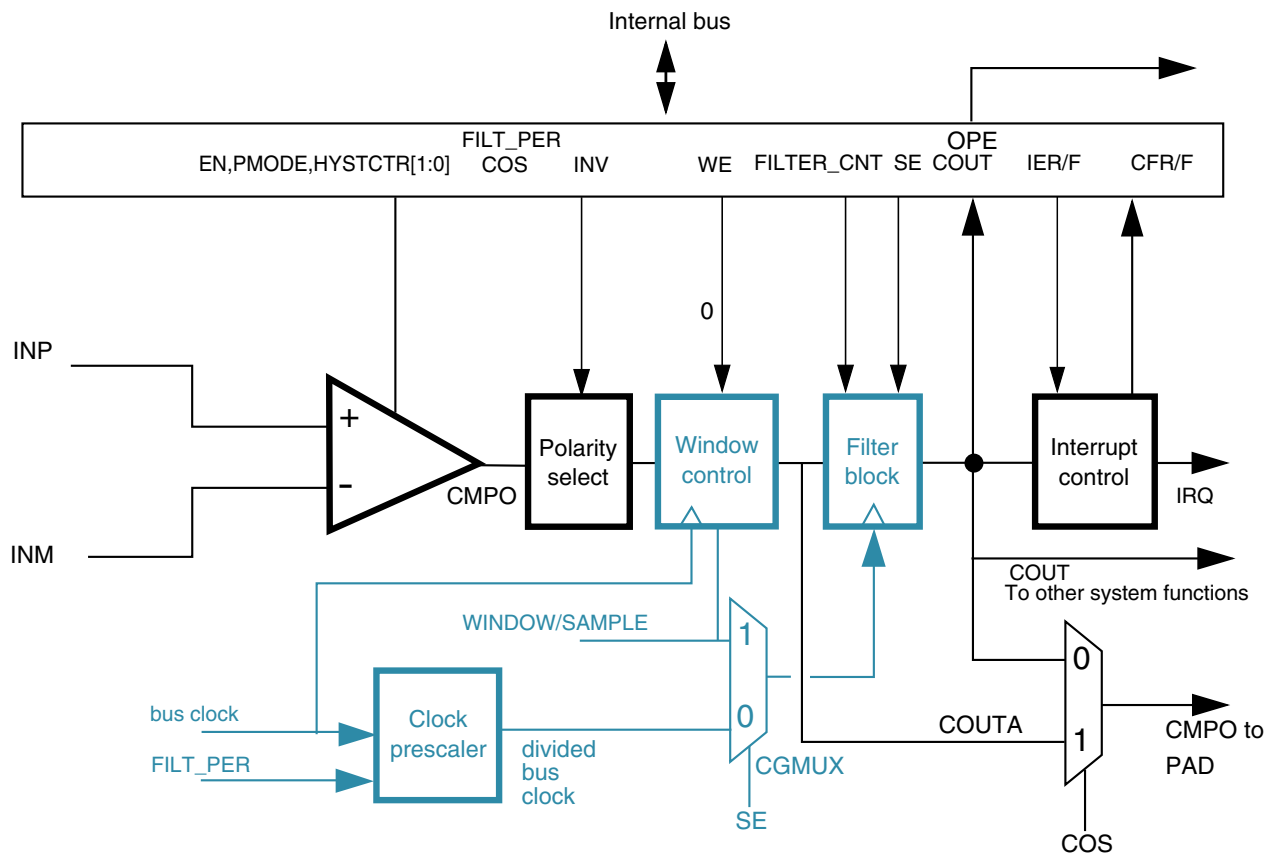 Internal bus
FILT_PER
OPE
EN,PMODE,HYSTCTR[1:0]
COS
INV
WE
FILTER_CNT
SE
COUT
IER/F
CFR/F
0
INP
+
-
INM
CMPO
Polarity
select
Window
control
Filter
block
Interrupt
control
IRQ
COUT
To other system functions
WINDOW/SAMPLE
1
0
0
1
bus clock
FILT_PER
Clock
prescaler
divided
bus
clock
CGMUX
SE
COUTA
CMPO to
PAD
COS